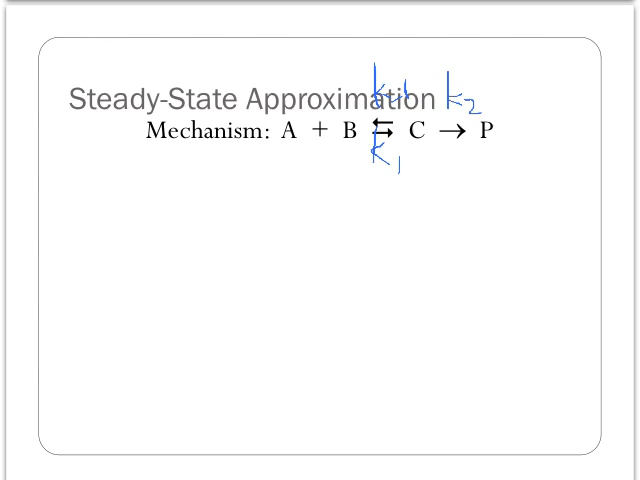 Steady-State Approximation
k-1 k2
Mechanism: A + B ⇆ C → P
k1